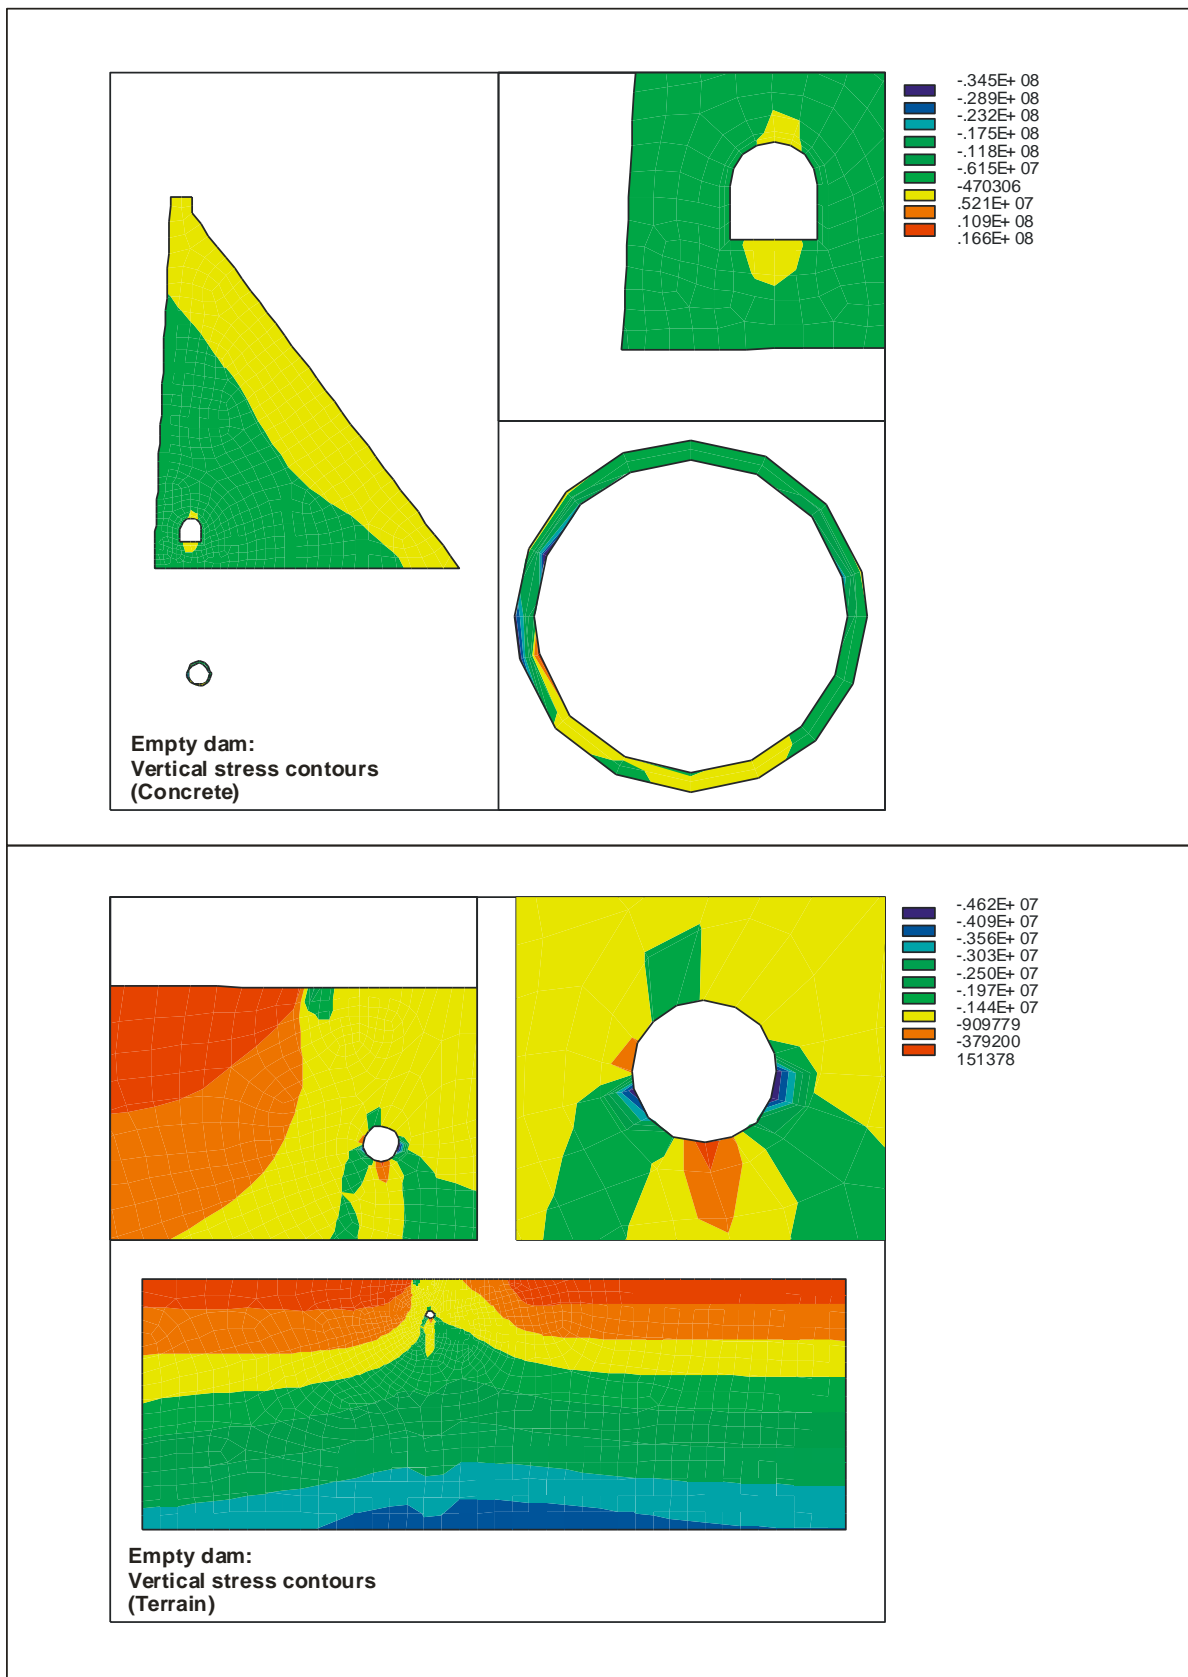 -.345E+ 08
-.289E+ 08
-.232E+ 08
-.175E+ 08
-.118E+ 08
-.615E+ 07
-470306
.521E+ 07
.109E+ 08
.166E+ 08
Empty dam:
Vertical stress contours
(Concrete)
-.462E+ 07
-.409E+ 07
-.356E+ 07
-.303E+ 07
-.250E+ 07
-.197E+ 07
-.144E+ 07
-909779
-379200
151378
Empty dam:
Vertical stress contours
(Terrain)